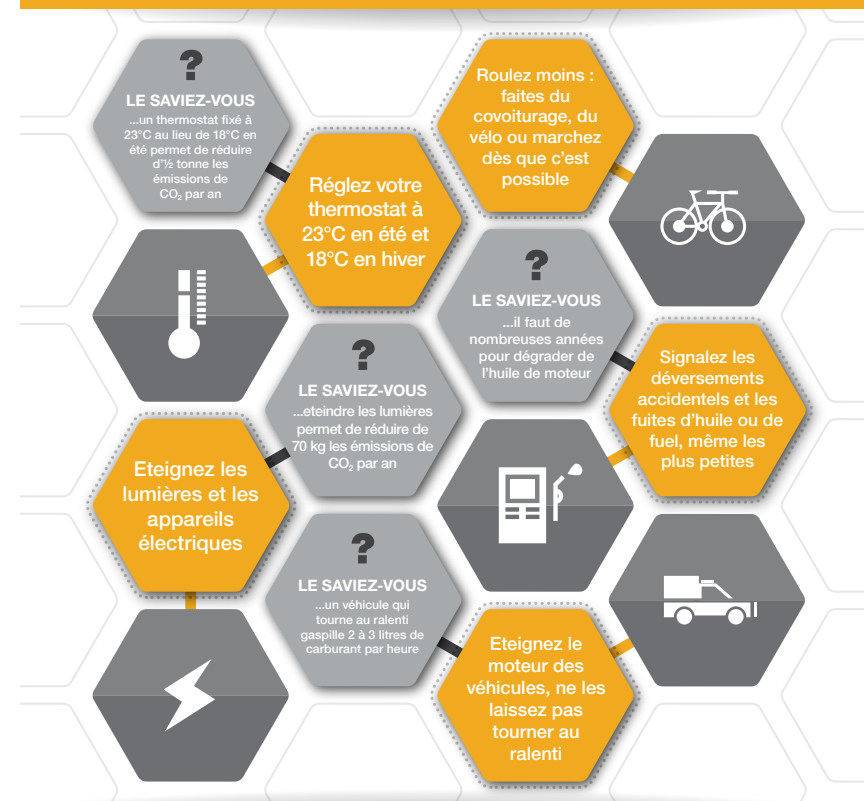 ?
LE SAVIEZ-VOUS
...un thermostat fixé à
23°C au lieu de 18°C en
été permet de réduire
d'½ tonne les
émissions de
CO₂ par an
Réglez votre
thermostat à
23°C en été et
18°C en hiver
Roulez moins :
faites du
covoiturage, du
vélo ou marchez
dès que c'est
possible
?
LE SAVIEZ-VOUS
...il faut de
nombreuses années
pour dégrader de
l'huile de moteur
Signalez les
déversements
accidentels et les
fuites d'huile ou de
fuel, même les
plus petites
?
LE SAVIEZ-VOUS
...eteindre les lumières
permet de réduire de
70 kg les émissions de
CO₂ par an
Eteignez les
lumières et les
appareils
électriques
?
LE SAVIEZ-VOUS
...un véhicule qui
tourne au ralenti
gaspille 2 à 3 litres de
carburant par heure
Eteignez le
moteur des
véhicules, ne les
laissez pas
tourner au
ralenti